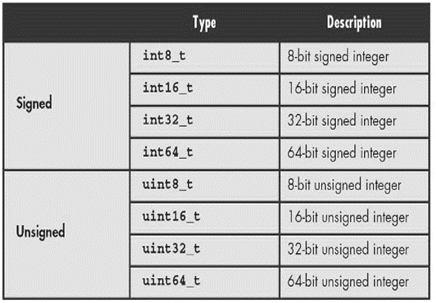 Type Description
Signed
int8_t 8-bit signed integer
int16_t 16-bit signed integer
int32_t 32-bit signed integer
int64_t 64-bit signed integer
Unsigned
uint8_t 8-bit unsigned integer
uint16_t 16-bit unsigned integer
uint32_t 32-bit unsigned integer
uint64_t 64-bit unsigned integer